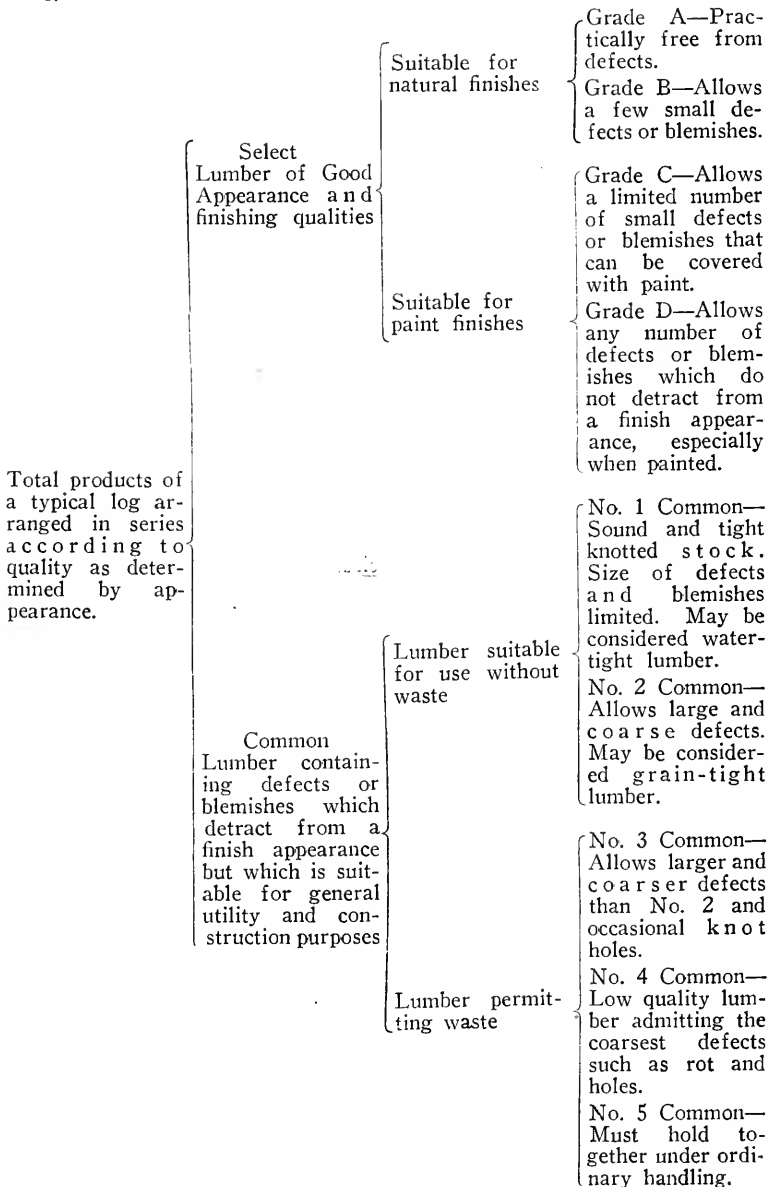 Total products of
a typical log ar-
ranged in series
according to
quality as deter-
mined by ap-
pearance.
Select
Lumber of Good
Appearance and
finishing qualities
Suitable for
natural finishes
Grade A—Prac-
tically free from
defects.
Grade B—Allows
a few small de-
fects or blemishes.
Suitable for
paint finishes
Grade C—Allows
a limited number
of small defects
or blemishes that
can be covered
with paint.
Grade D—Allows
any number of
defects or blem-
ishes which do
not detract from
a finish appear-
ance, especially
when painted.
Common
Lumber contain-
ing defects or
blemishes which
detract from a
finish appearance
but which is suit-
able for general
utility and con-
struction purposes
Lumber suitable
for use without
waste
No. 1 Common—
Sound and tight
knotted stock.
Size of defects
and blemishes
limited. May be
considered water-
tight lumber.
No. 2 Common—
Allows large and
coarse defects.
May be consider-
ed grain-tight
lumber.
Lumber permit-
ting waste
No. 3 Common—
Allows larger and
coarser defects
than No. 2 and
occasional knot
holes.
No. 4 Common—
Low quality lum-
ber admitting the
coarsest defects
such as rot and
holes.
No. 5 Common—
Must hold to-
gether under ordi-
nary handling.